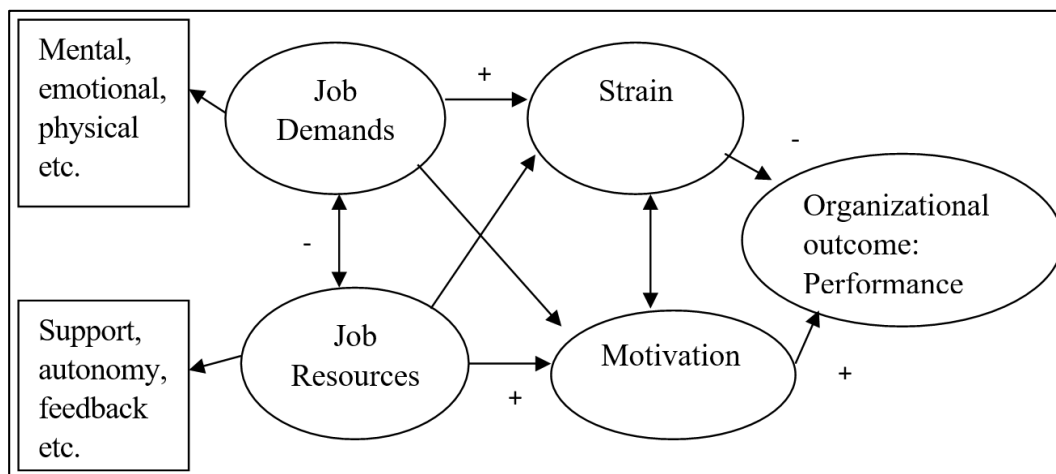 Mental,
emotional,
physical
etc.
Job
Demands
+
Strain
-
Organizational
outcome:
Performance
-
Support,
autonomy,
feedback
etc.
Job
Resources
+
Motivation
+